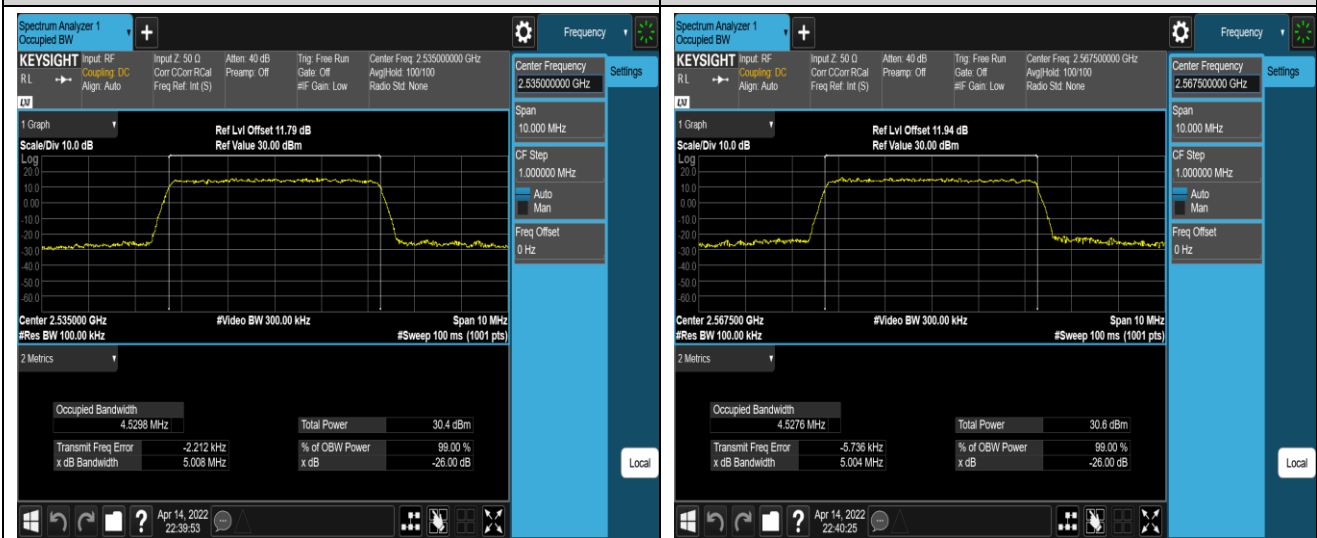 Spectrum Analyzer 1
Occupied BW
+
Frequency
KEYSIGHT
RL
LXI
Input: RF
Coupling: DC
Align: Auto
Input Z: 50 Ω
Corr CCorr RCal
Freq Ref: Int (S)
Atten: 40 dB
Preamp: Off
Trig: Free Run
Gate: Off
#IF Gain: Low
Center Freq: 2.535000000 GHz
Avg|Hold: 100/100
Radio Std: None
Center Frequency
2.535000000 GHz
Settings
Span
10.000 MHz
CF Step
1.000000 MHz
Auto
Man
Freq Offset
0 Hz
1 Graph
Ref Lvl Offset 11.79 dB
Scale/Div 10.0 dB
Ref Value 30.00 dBm
Log
20.0
10.0
0.00
-10.0
-20.0
-30.0
-40.0
-50.0
-60.0
Center 2.535000 GHz
#Video BW 300.00 kHz
Span 10 MHz
#Res BW 100.00 kHz
#Sweep 100 ms (1001 pts)
2 Metrics
Occupied Bandwidth
4.5298 MHz
Total Power 30.4 dBm
Transmit Freq Error -2.212 kHz
% of OBW Power 99.00 %
x dB Bandwidth 5.008 MHz
x dB -26.00 dB
Local
?
Apr 14, 2022
22:39:53
Spectrum Analyzer 1
Occupied BW
+
Frequency
KEYSIGHT
RL
LXI
Input: RF
Coupling: DC
Align: Auto
Input Z: 50 Ω
Corr CCorr RCal
Freq Ref: Int (S)
Atten: 40 dB
Preamp: Off
Trig: Free Run
Gate: Off
#IF Gain: Low
Center Freq: 2.567500000 GHz
Avg|Hold: 100/100
Radio Std: None
Center Frequency
2.567500000 GHz
Settings
Span
10.000 MHz
CF Step
1.000000 MHz
Auto
Man
Freq Offset
0 Hz
1 Graph
Ref Lvl Offset 11.94 dB
Scale/Div 10.0 dB
Ref Value 30.00 dBm
Log
20.0
10.0
0.00
-10.0
-20.0
-30.0
-40.0
-50.0
-60.0
Center 2.567500 GHz
#Video BW 300.00 kHz
Span 10 MHz
#Res BW 100.00 kHz
#Sweep 100 ms (1001 pts)
2 Metrics
Occupied Bandwidth
4.5276 MHz
Total Power 30.6 dBm
Transmit Freq Error -5.736 kHz
% of OBW Power 99.00 %
x dB Bandwidth 5.004 MHz
x dB -26.00 dB
Local
?
Apr 14, 2022
22:40:25